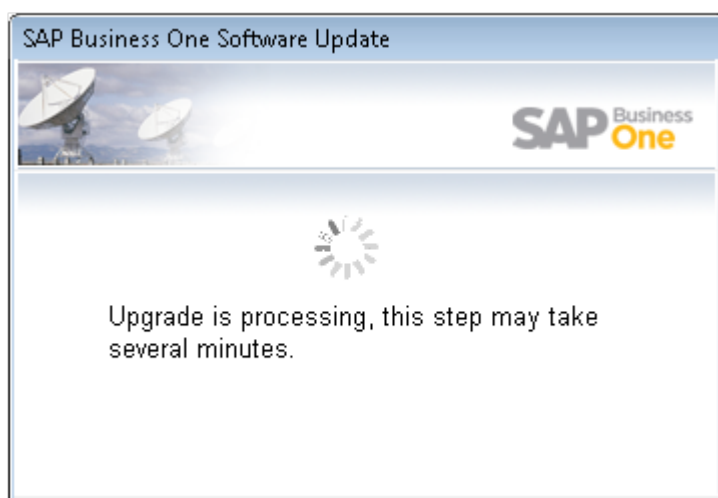 SAP Business One Software Update
SAP Business One
Upgrade is processing, this step may take
several minutes.